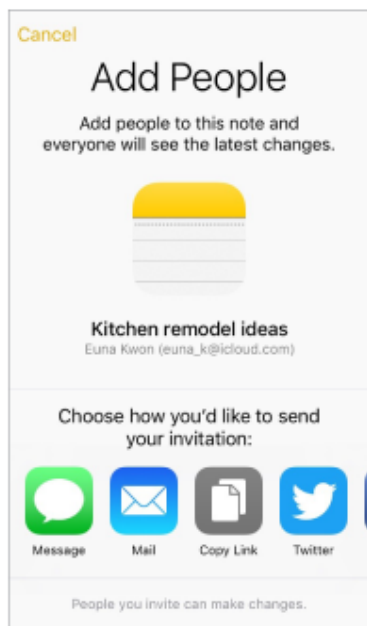 Cancel
Add People
Add people to this note and
everyone will see the latest changes.
Kitchen remodel ideas
Euna Kwon (euna_k@icloud.com)
Choose how you'd like to send
your invitation:
Message Mail Copy Link Twitter
People you invite can make changes.